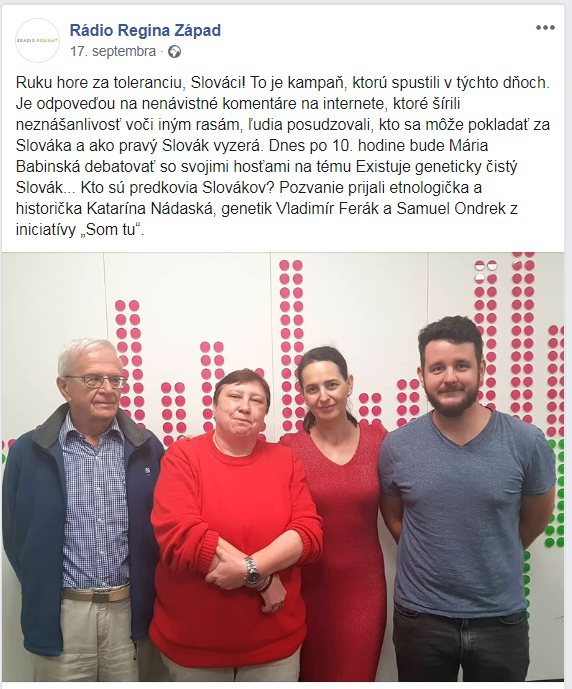 Rádio Regina Západ
RÁDIO REGINA
17. septembra ·
Ruku hore za toleranciu, Slováci! To je kampaň, ktorú spustili v týchto dňoch.
Je odpoveďou na nenávistné komentáre na internete, ktoré šírili
neznášanlivosť voči iným rasám, ľudia posudzovali, kto sa môže pokladať za
Slováka a ako pravý Slovák vyzerá. Dnes po 10. hodine bude Mária
Babinská debatovať so svojimi hosťami na tému Existuje geneticky čistý
Slovák... Kto sú predkovia Slovákov? Pozvanie prijali etnologička a
historička Katarína Nádaská, genetik Vladimír Ferák a Samuel Ondrek z
iniciatívy „Som tu“.